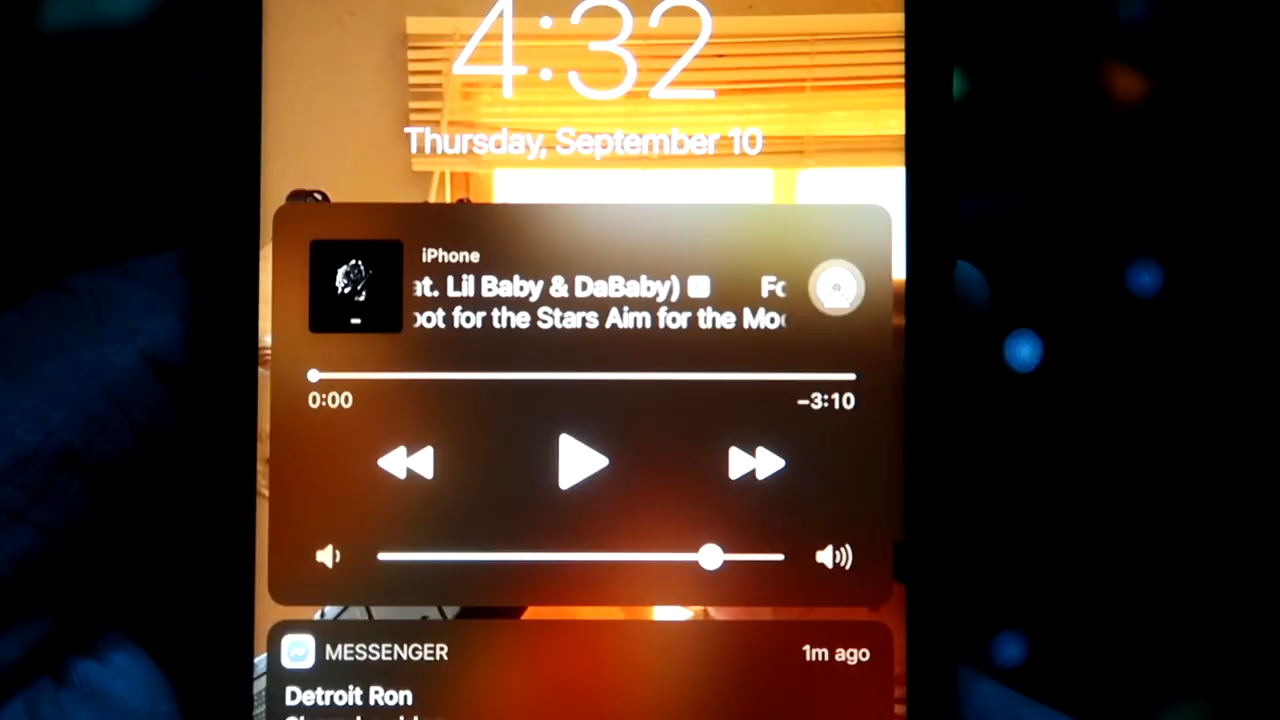 4:32
Thursday, September 10
iPhone
at. Lil Baby & DaBaby) E Fo
oot for the Stars Aim for the Moo
0:00
-3:10
MESSENGER
1m ago
Detroit Ron